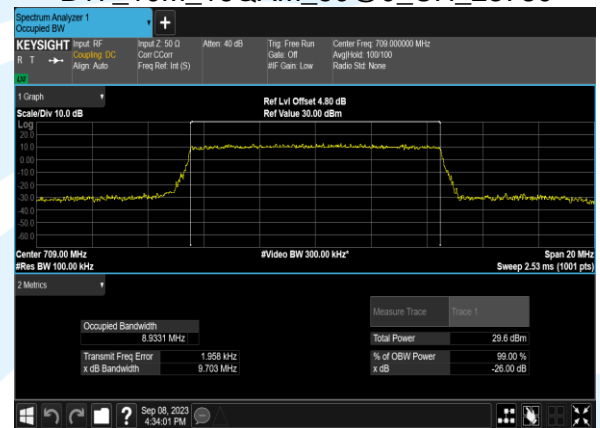 Spectrum Analyzer 1
Occupied BW
KEYSIGHT
R T
LXI
Input: RF
Coupling: DC
Align: Auto
Input Z: 50 Ω
Corr CCorr
Freq Ref: Int (S)
Atten: 40 dB
Trig: Free Run
Gate: Off
#IF Gain: Low
Center Freq: 709.000000 MHz
Avg|Hold: 100/100
Radio Std: None
1 Graph
Scale/Div 10.0 dB
Ref Lvl Offset 4.80 dB
Ref Value 30.00 dBm
Log
20.0
10.0
0.00
-10.0
-20.0
-30.0
-40.0
-50.0
-60.0
Center 709.00 MHz
#Res BW 100.00 kHz
#Video BW 300.00 kHz*
Span 20 MHz
Sweep 2.53 ms (1001 pts)
2 Metrics
Measure Trace Trace 1
Occupied Bandwidth
8.9331 MHz
Total Power 29.6 dBm
Transmit Freq Error 1.958 kHz
% of OBW Power 99.00 %
x dB Bandwidth 9.703 MHz
x dB -26.00 dB
?
Sep 08, 2023
4:34:01 PM